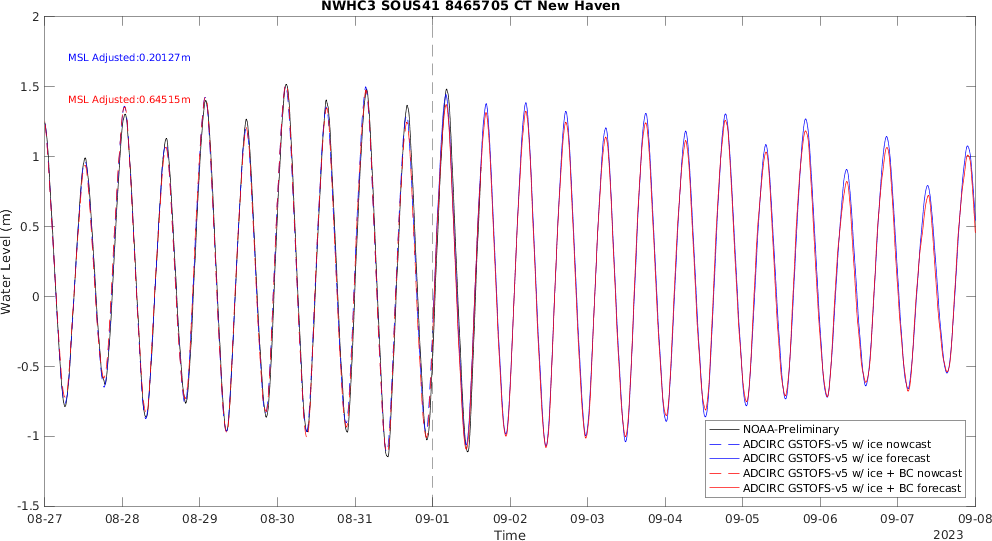 NWHC3 SOUS41 8465705 CT New Haven
2
1.5
1
0.5
0
-0.5
-1
-1.5
Water Level (m)
MSL Adjusted:0.20127m
MSL Adjusted:0.64515m
NOAA-Preliminary
ADCIRC GSTOFS-v5 w/ ice nowcast
ADCIRC GSTOFS-v5 w/ ice forecast
ADCIRC GSTOFS-v5 w/ ice + BC nowcast
ADCIRC GSTOFS-v5 w/ ice + BC forecast
08-27 08-28 08-29 08-30 08-31 09-01 09-02 09-03 09-04 09-05 09-06 09-07 09-08
Time
2023